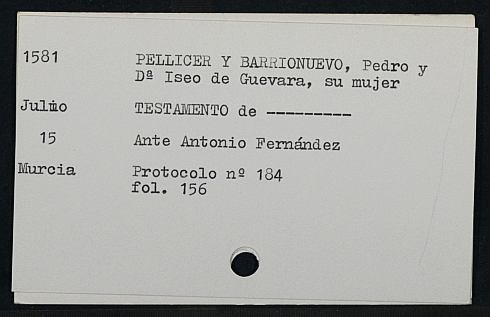 1581 PELLICER Y BARRIONUEVO, Pedro y
Dª Iseo de Guevara, su mujer
Julio TESTAMENTO de ---------
15 Ante Antonio Fernández
Murcia Protocolo nº 184
fol. 156